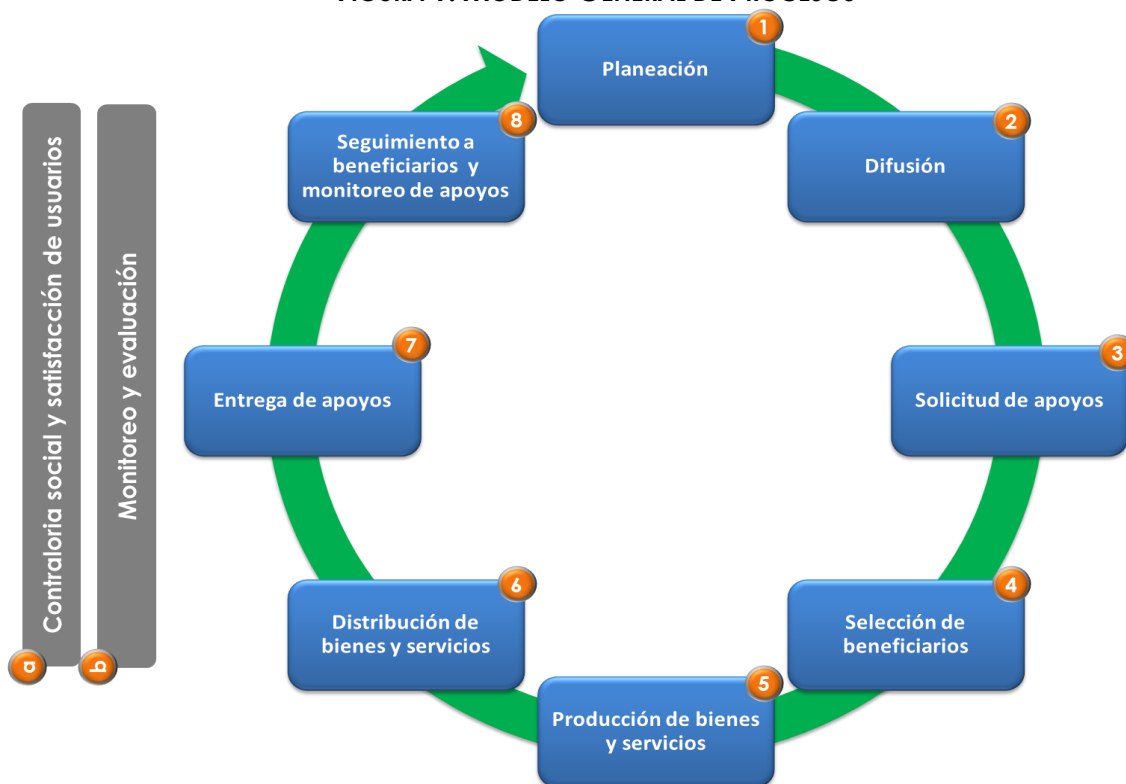 1
Planeación
2
Difusión
3
Solicitud de apoyos
4
Selección de
beneficiarios
5
Producción de bienes
y servicios
6
Distribución de
bienes y servicios
7
Entrega de apoyos
8
Seguimiento a
beneficiarios y
monitoreo de apoyos
a
Contraloria social y satisfacción de usuarios
b
Monitoreo y evaluación